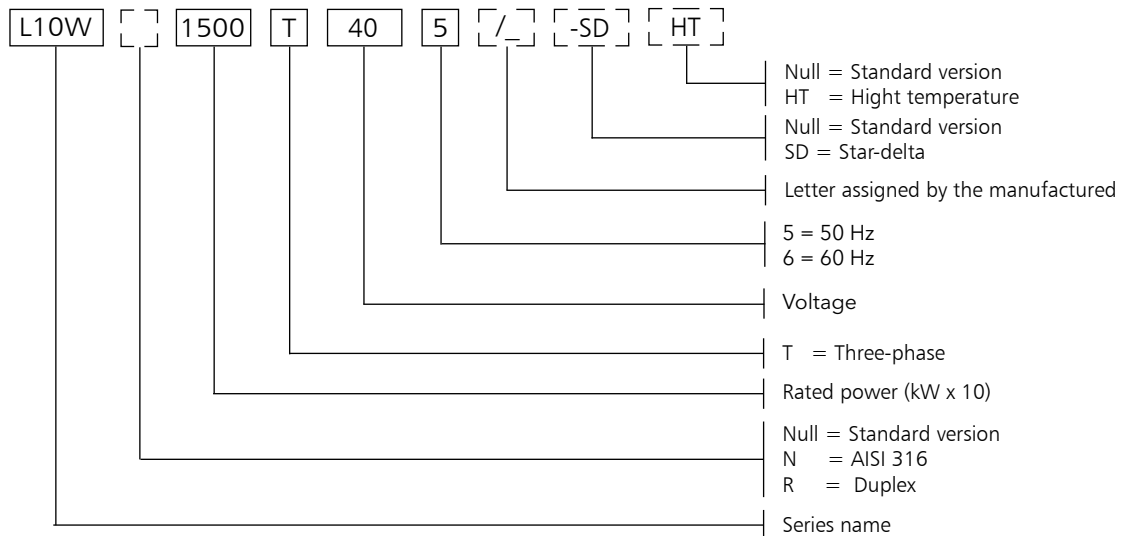 L10W 1500 T 40 5 /_ -SD HT
Null = Standard version
HT = Hight temperature
Null = Standard version
SD = Star-delta
Letter assigned by the manufactured
5 = 50 Hz
6 = 60 Hz
Voltage
T = Three-phase
Rated power (kW x 10)
Null = Standard version
N = AISI 316
R = Duplex
Series name